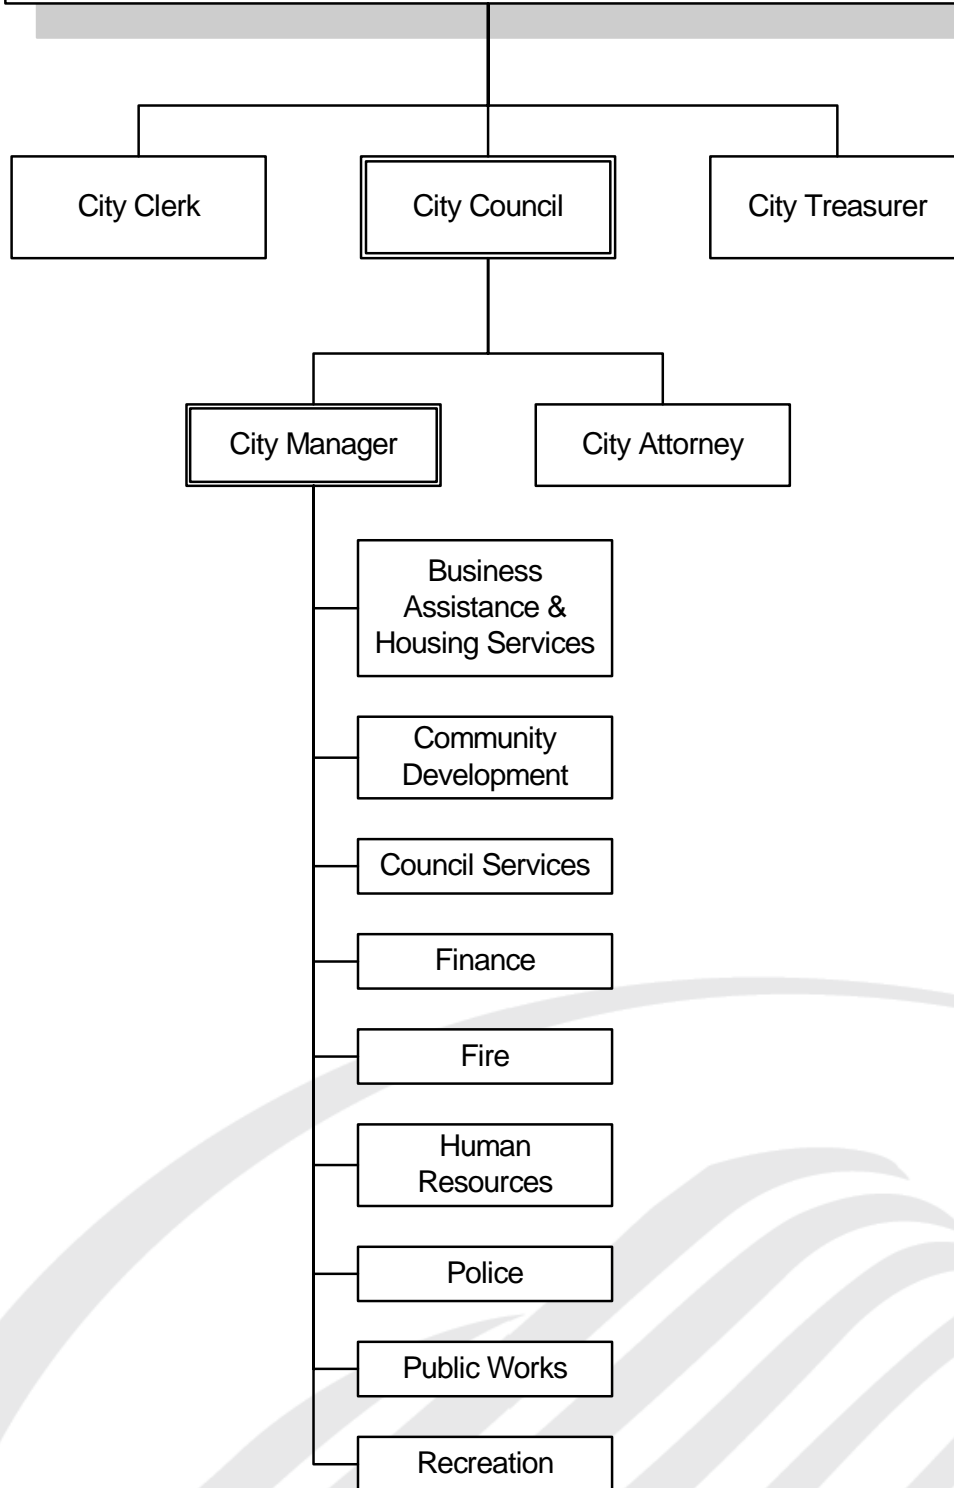 City Clerk
City Council
City Treasurer
City Manager
City Attorney
Business
Assistance &
Housing Services
Community
Development
Council Services
Finance
Fire
Human
Resources
Police
Public Works
Recreation